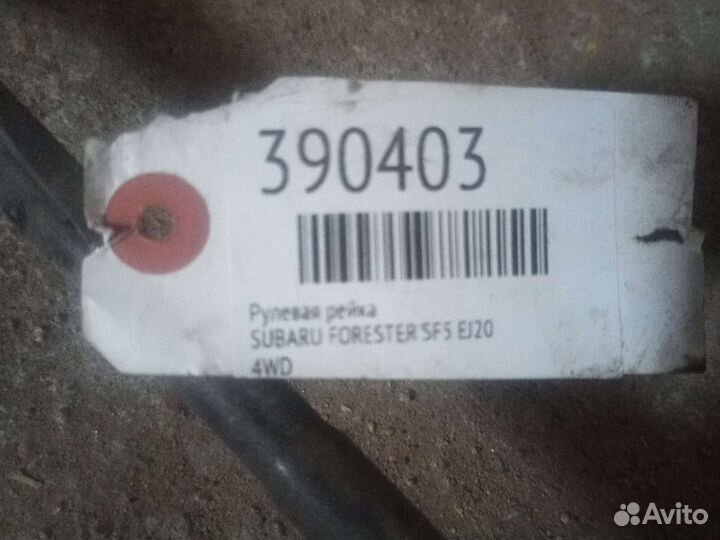 390403
Рулевая рейка
SUBARU FORESTER SF5 EJ20
4WD
Avito